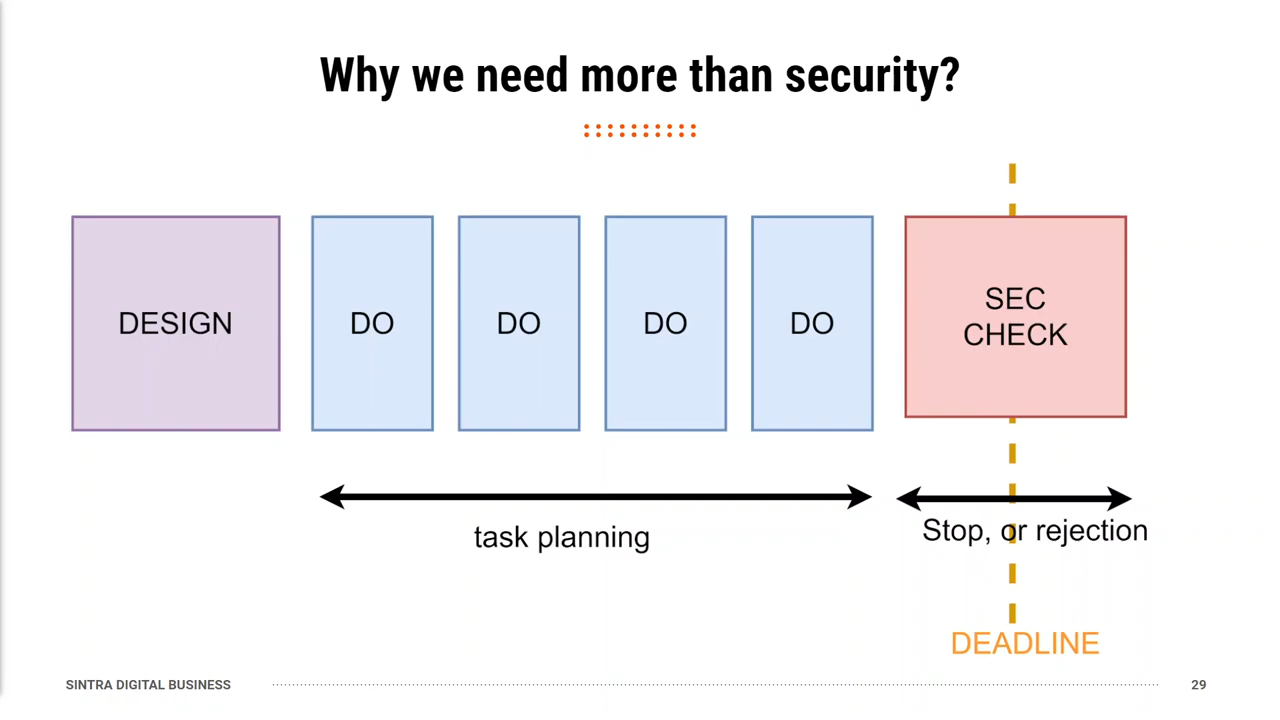 Why we need more than security?
DESIGN
DO
DO
DO
DO
SEC
CHECK
task planning
Stop, or rejection
DEADLINE
SINTRA DIGITAL BUSINESS
29